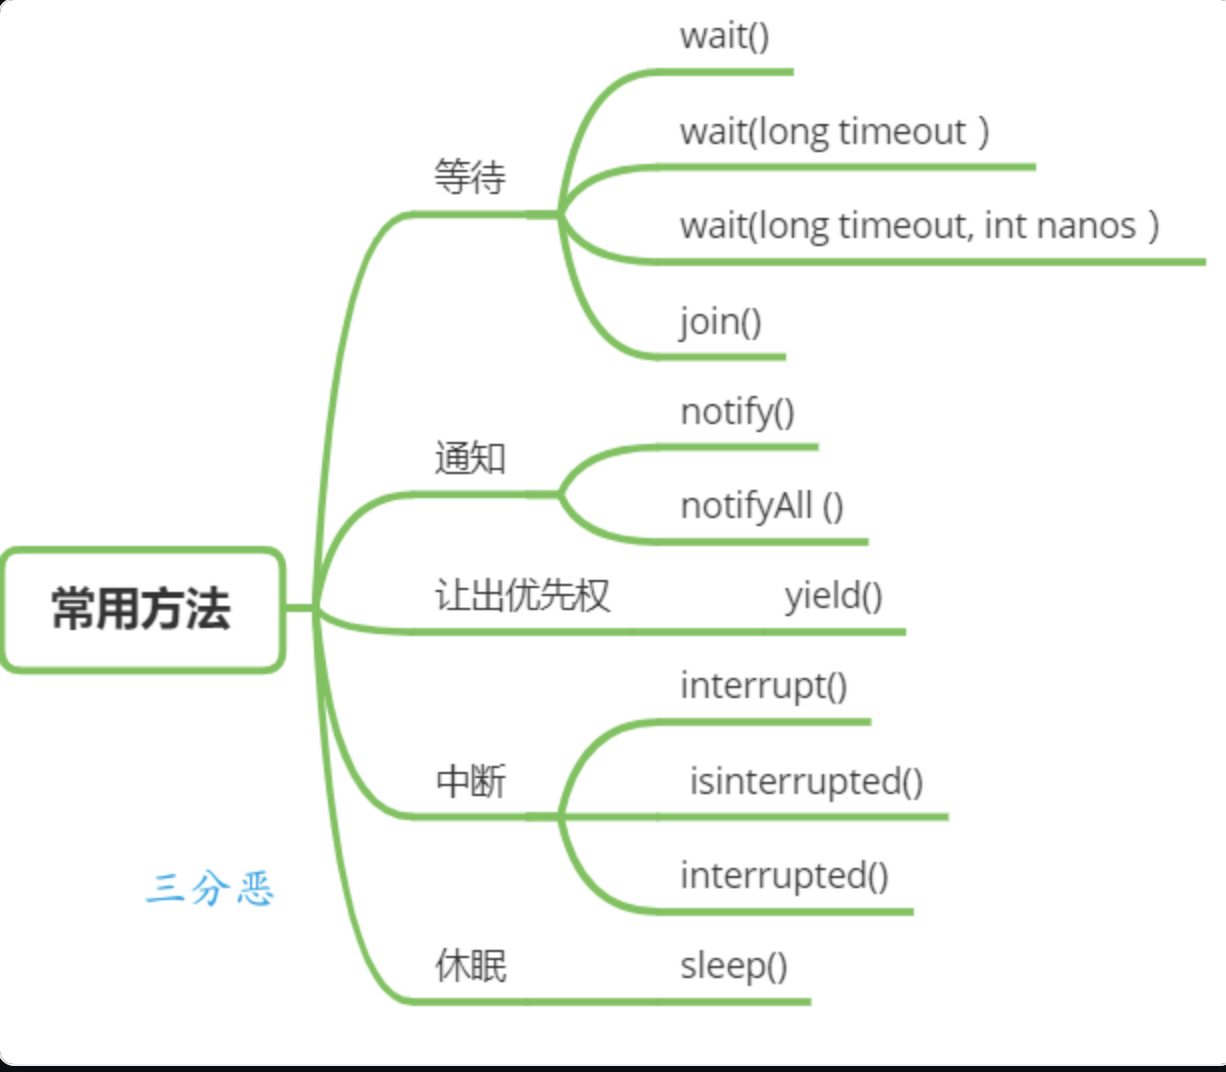 常用方法
等待
wait()
wait(long timeout )
wait(long timeout, int nanos )
join()
通知
notify()
notifyAll ()
让出优先权 yield()
中断
interrupt()
isinterrupted()
interrupted()
休眠 sleep()
三分恶